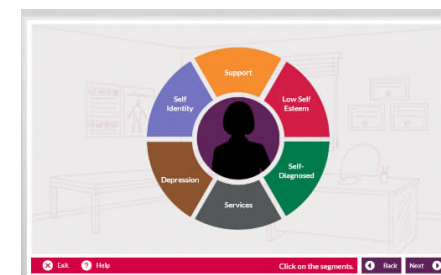 Support
Low Self
Esteem
Self-
Diagnosed
Services
Depression
Self
Identity
Exit
Help
Click on the segments.
Back
Next